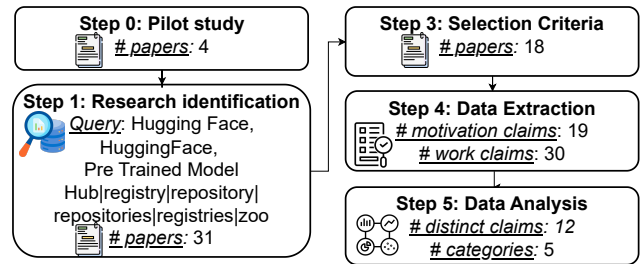 Step 0: Pilot study
# papers: 4
Step 1: Research identification
Query: Hugging Face,
HuggingFace,
Pre Trained Model
Hub|registry|repository|
repositories|registries|zoo
# papers: 31
Step 3: Selection Criteria
# papers: 18
Step 4: Data Extraction
# motivation claims: 19
# work claims: 30
Step 5: Data Analysis
# distinct claims: 12
# categories: 5